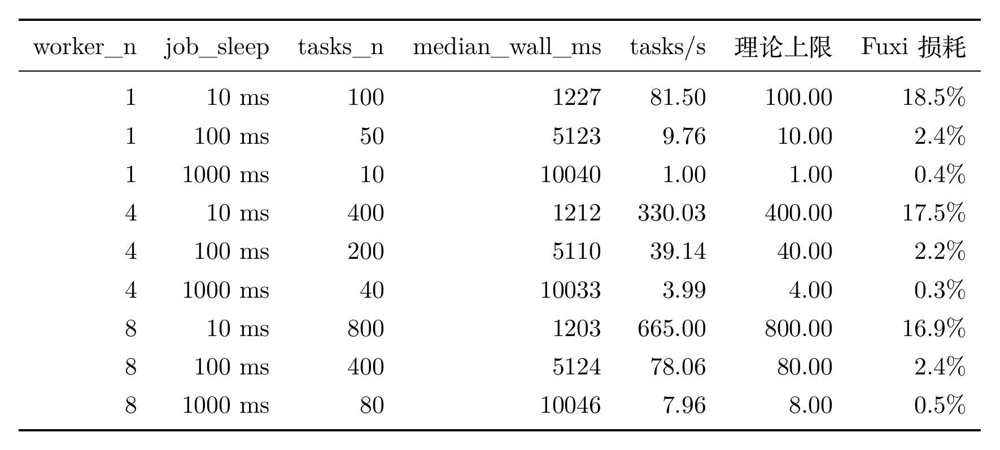 worker_n job_sleep tasks_n median_wall_ms tasks/s 理论上限 Fuxi 损耗
1 10 ms 100 1227 81.50 100.00 18.5%
1 100 ms 50 5123 9.76 10.00 2.4%
1 1000 ms 10 10040 1.00 1.00 0.4%
4 10 ms 400 1212 330.03 400.00 17.5%
4 100 ms 200 5110 39.14 40.00 2.2%
4 1000 ms 40 10033 3.99 4.00 0.3%
8 10 ms 800 1203 665.00 800.00 16.9%
8 100 ms 400 5124 78.06 80.00 2.4%
8 1000 ms 80 10046 7.96 8.00 0.5%